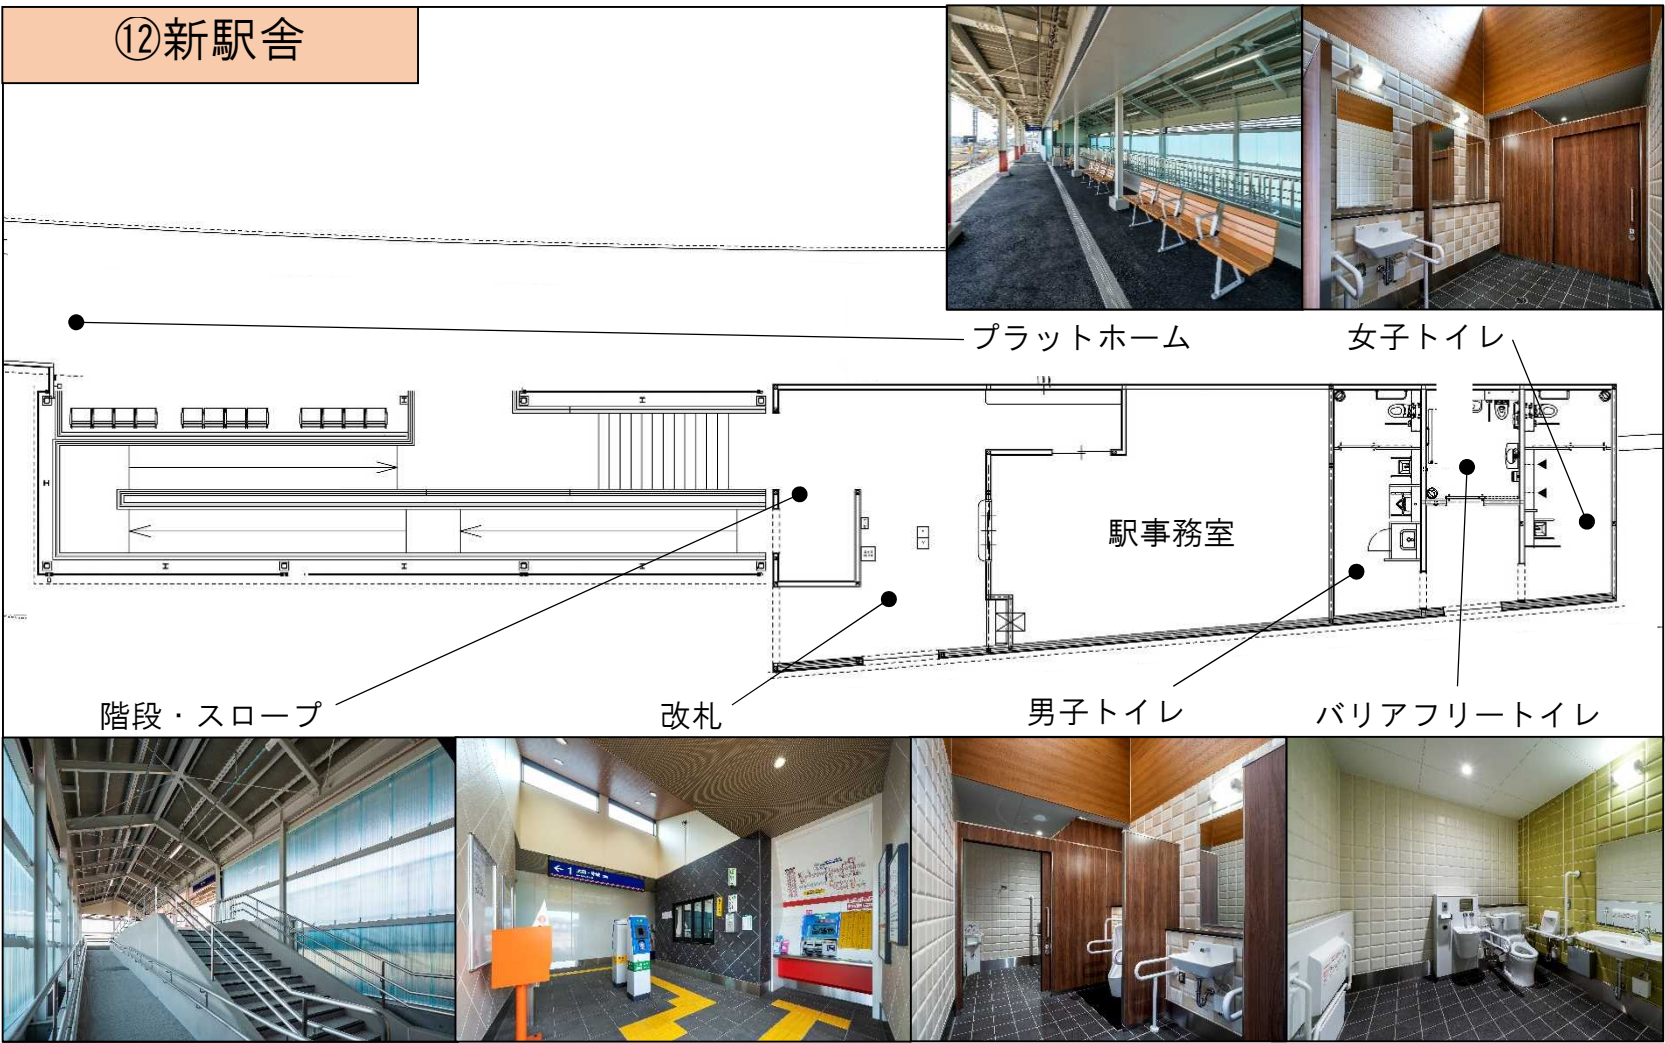 ⑫新駅舎
プラットホーム
女子トイレ
駅事務室
階段・スロープ
改札
男子トイレ
バリアフリートイレ
←1